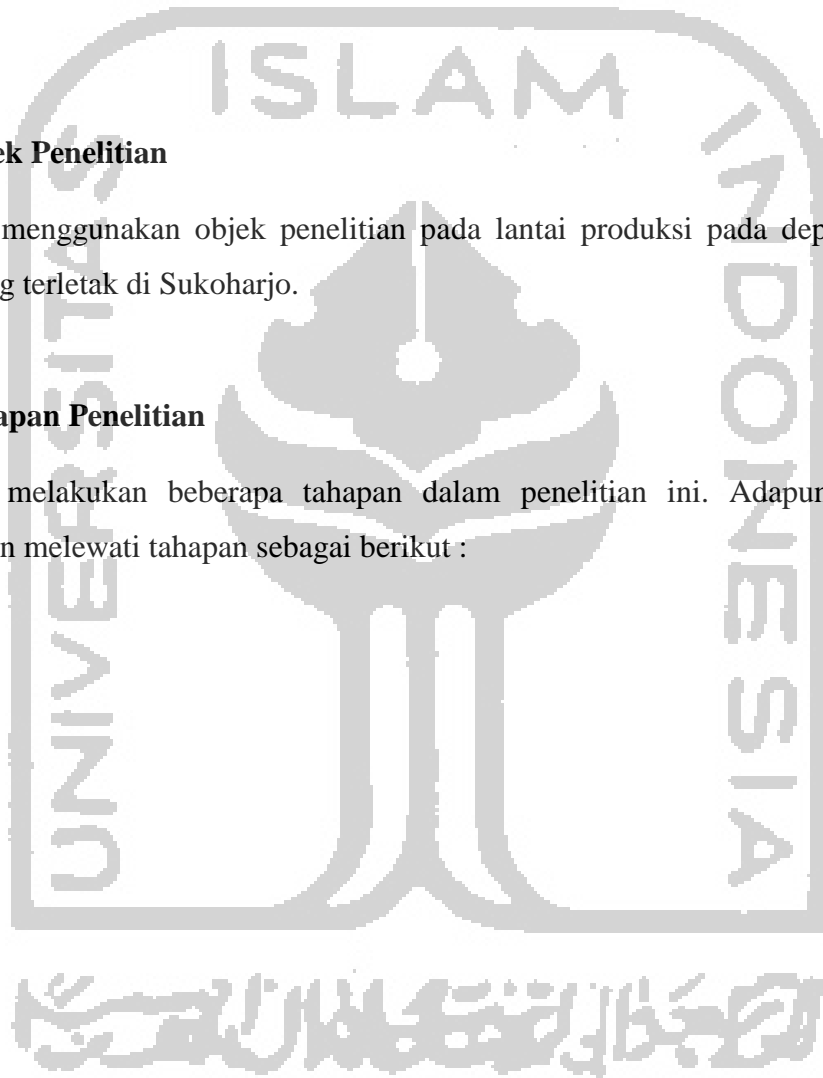 ISLAM
UNIVERSITAS
INDONESIA
ek Penelitian
menggunakan objek penelitian pada lantai produksi pada dep
g terletak di Sukoharjo.
apan Penelitian
melakukan beberapa tahapan dalam penelitian ini. Adapun
n melewati tahapan sebagai berikut :